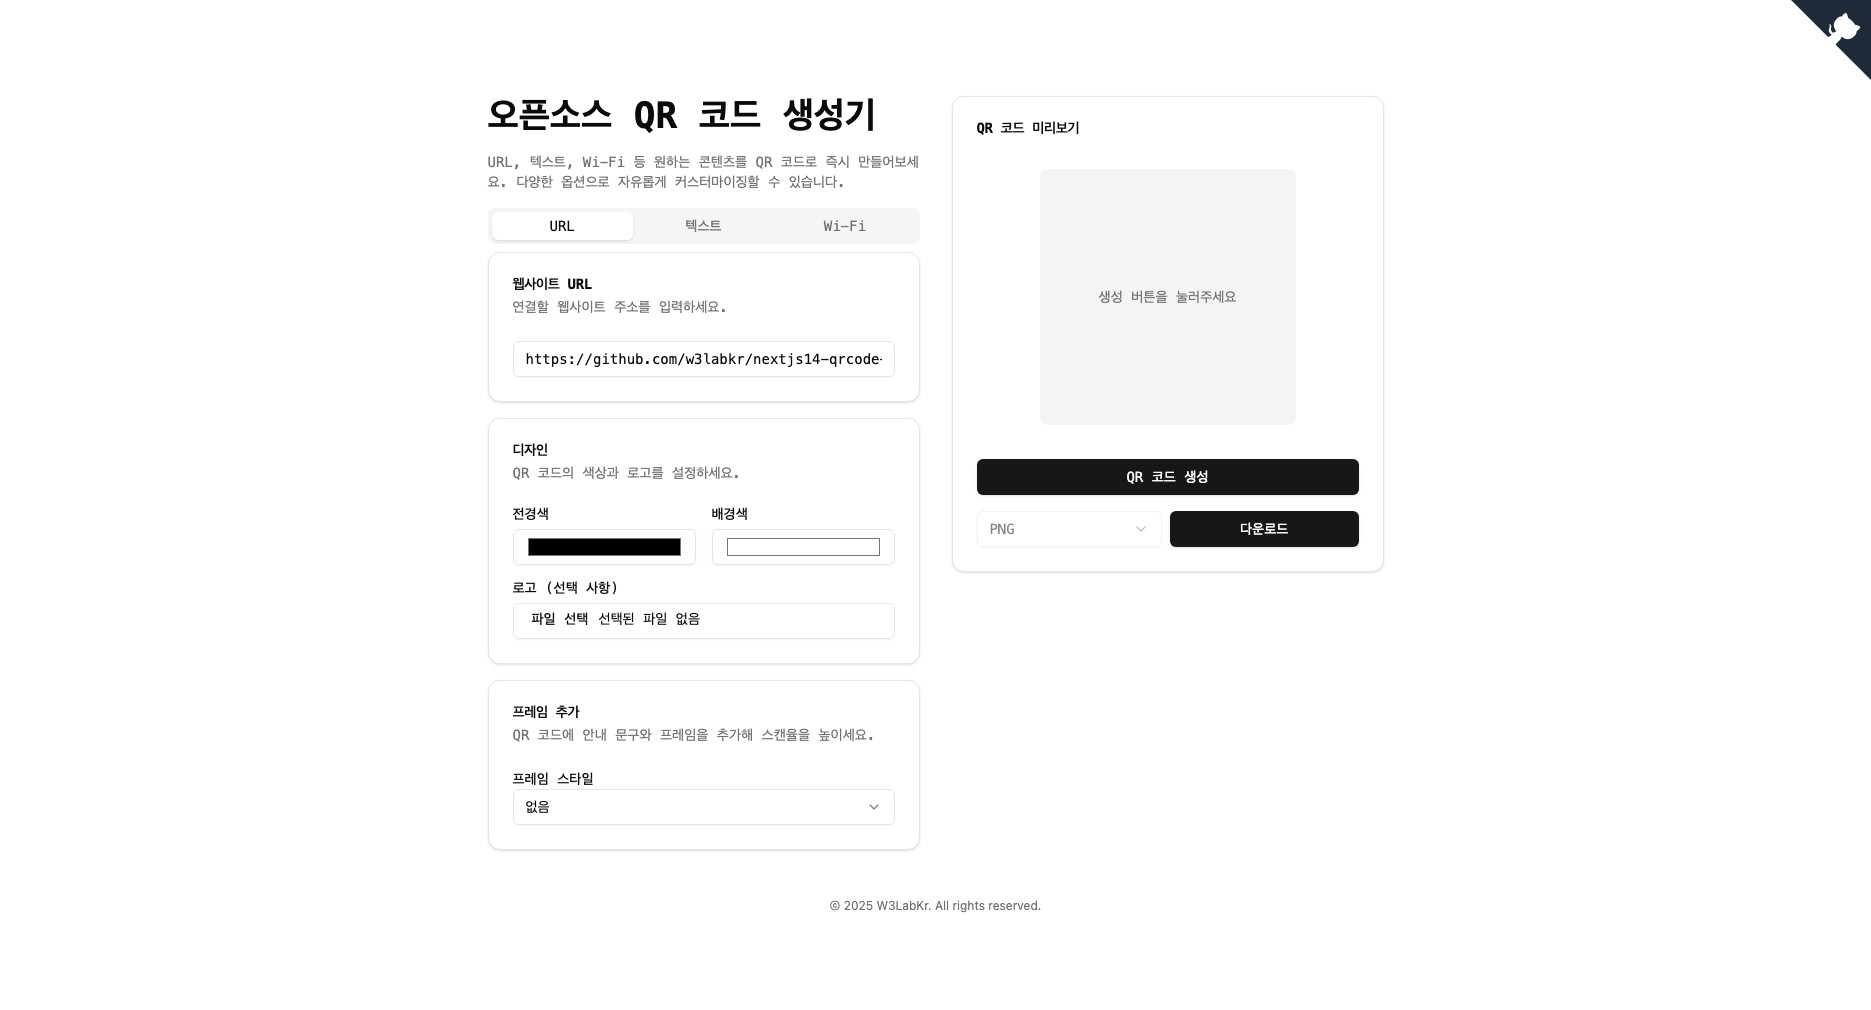 오픈소스 QR 코드 생성기
URL, 텍스트, Wi-Fi 등 원하는 콘텐츠를 QR 코드로 즉시 만들어보세
요. 다양한 옵션으로 자유롭게 커스터마이징할 수 있습니다.
URL
텍스트
Wi-Fi
웹사이트 URL
연결할 웹사이트 주소를 입력하세요.
https://github.com/w3labkr/nextjs14-qrcode-
디자인
QR 코드의 색상과 로고를 설정하세요.
전경색
배경색
로고 (선택 사항)
파일 선택 선택된 파일 없음
프레임 추가
QR 코드에 안내 문구와 프레임을 추가해 스캔율을 높이세요.
프레임 스타일
없음
QR 코드 미리보기
생성 버튼을 눌러주세요
QR 코드 생성
PNG
다운로드
© 2025 W3LabKr. All rights reserved.